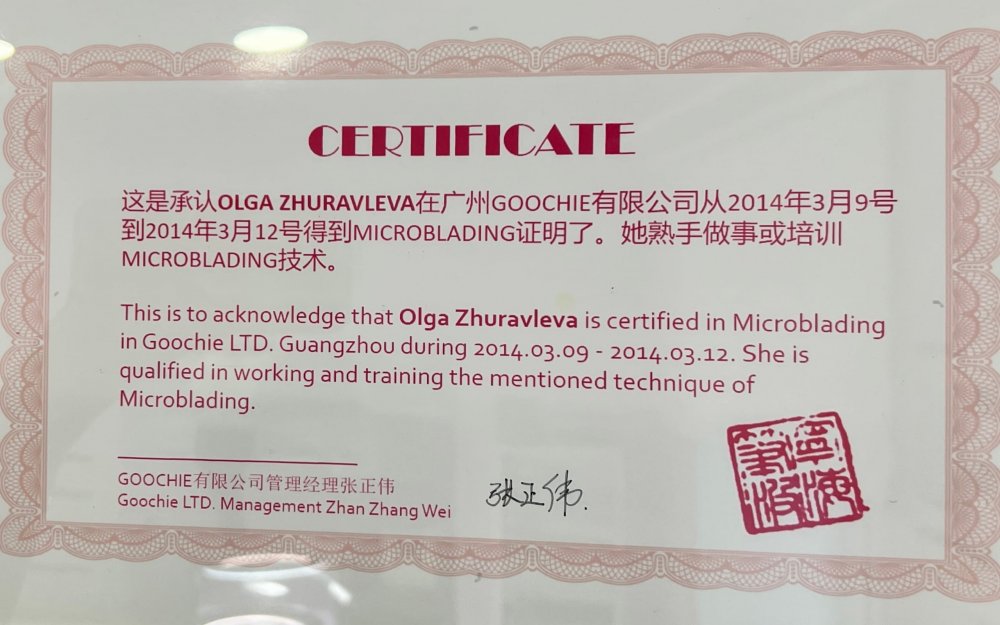 CERTIFICATE
这是承认OLGA ZHURAVLEVA在广州GOOCHIE有限公司从2014年3月9号
到2014年3月12号得到MICROBLADING证明了。她熟手做事或培训
MICROBLADING技术。
This is to acknowledge that Olga Zhuravleva is certified in Microblading
in Goochie LTD. Guangzhou during 2014.03.09 - 2014.03.12. She is
qualified in working and training the mentioned technique of
Microblading.
GOOCHIE有限公司管理经理张正伟
Goochie LTD. Management Zhan Zhang Wei
张正伟.